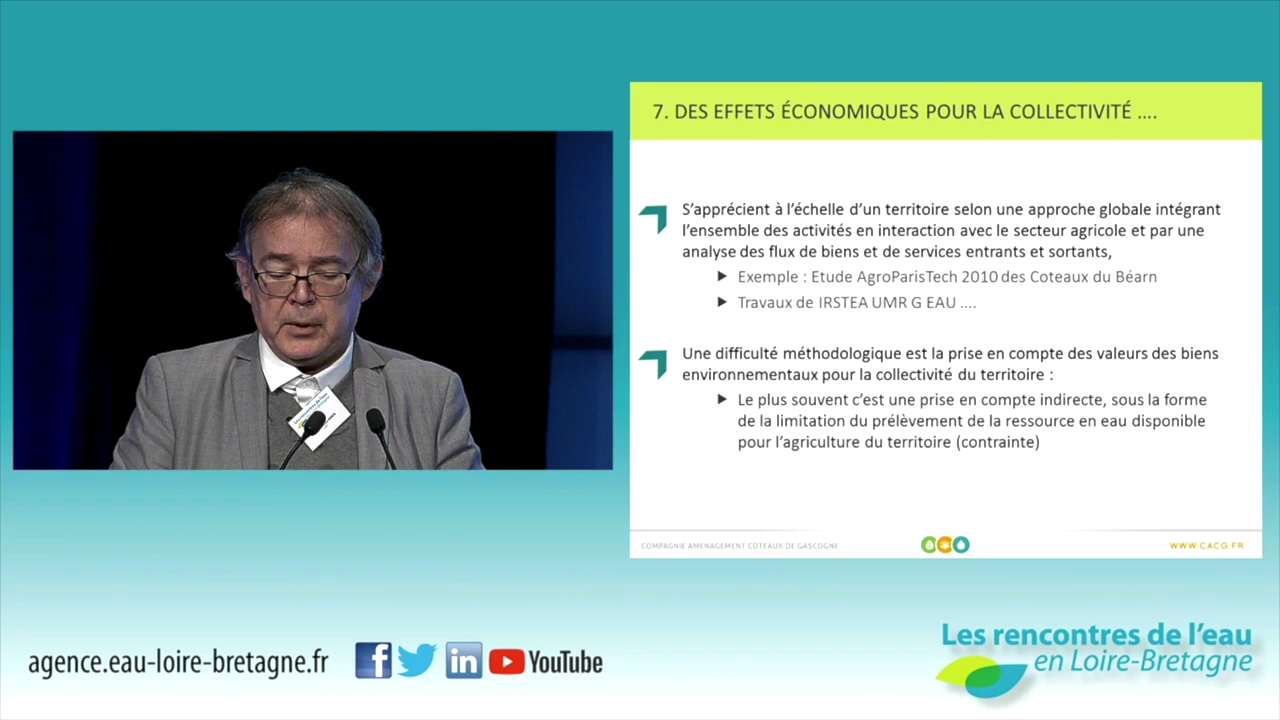 7. DES EFFETS ÉCONOMIQUES POUR LA COLLECTIVITÉ ....
S'apprécient à l'échelle d'un territoire selon une approche globale intégrant
l'ensemble des activités en interaction avec le secteur agricole et par une
analyse des flux de biens et de services entrants et sortants,
Exemple : Etude AgroParisTech 2010 des Coteaux du Béarn
Travaux de IRSTEA UMR G EAU ....
Une difficulté méthodologique est la prise en compte des valeurs des biens
environnementaux pour la collectivité du territoire :
Le plus souvent c'est une prise en compte indirecte, sous la forme
de la limitation du prélèvement de la ressource en eau disponible
pour l'agriculture du territoire (contrainte)
COMPAGNIE AMENAGEMENT COTEAUX DE GASCOGNE
WWW.CACG.FR
Les rencontres de l'eau
agence.eau-loire-bretagne.fr
YouTube
Les rencontres de l'eau
en Loire-Bretagne